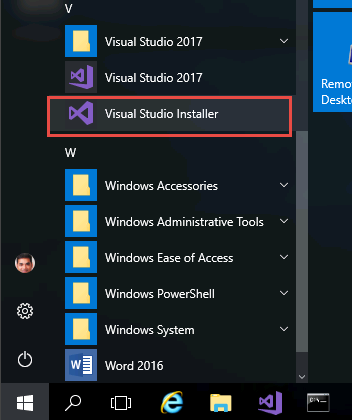 V
Visual Studio 2017
Visual Studio 2017
Visual Studio Installer
Remo
Deskto
W
Windows Accessories
Windows Administrative Tools
Windows Ease of Access
Windows PowerShell
Windows System
Word 2016